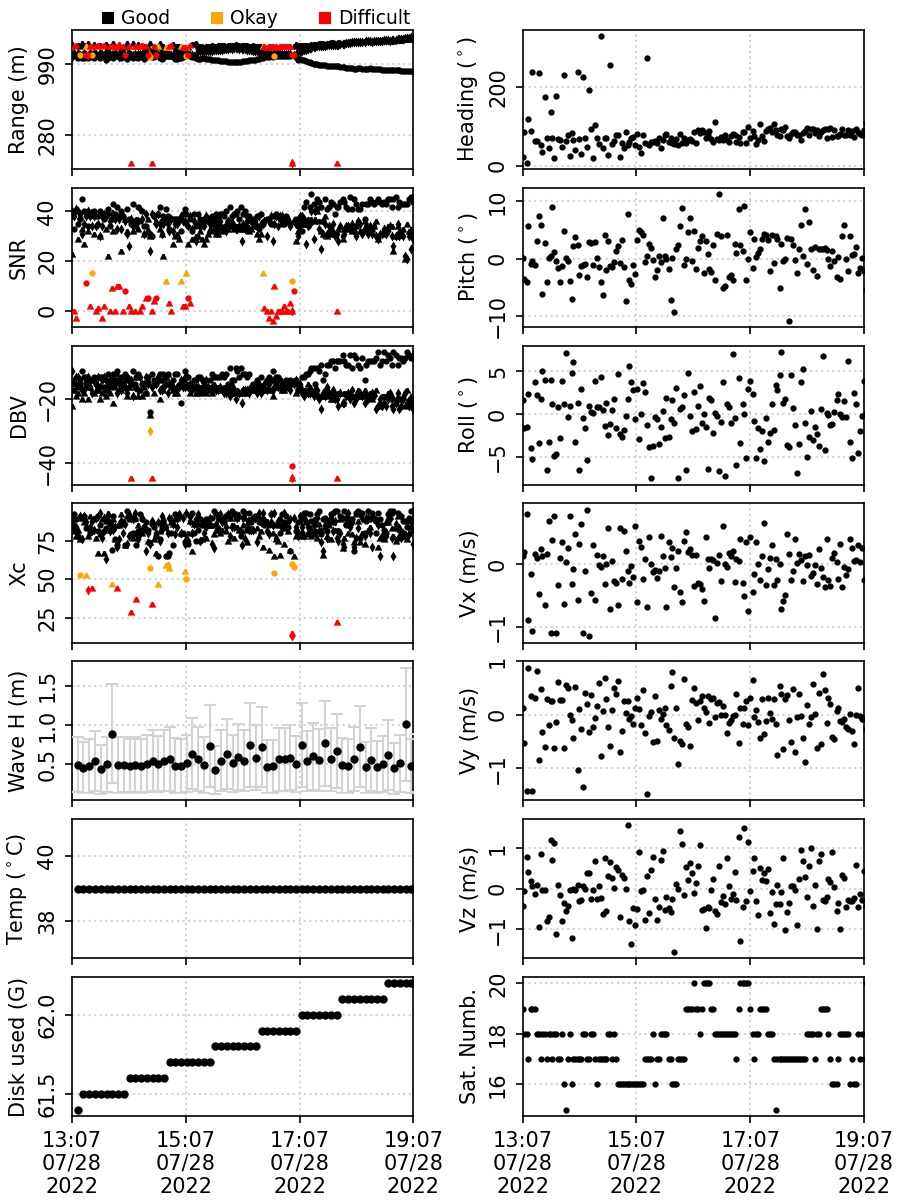 Good Okay Difficult
Range (m)
990
280
Heading (°)
200
0
SNR
40
20
0
Pitch (°)
10
0
−10
DBV
−20
−40
Roll (°)
5
0
−5
Xc
75
50
25
Vx (m/s)
0
−1
Wave H (m)
1.5
1.0
0.5
Vy (m/s)
1
0
−1
Temp (°C)
40
38
Vz (m/s)
1
0
−1
Disk used (G)
62.0
61.5
Sat. Numb.
20
18
16
13:07 15:07 17:07 19:07
07/28 07/28 07/28 07/28
2022 2022 2022 2022
13:07 15:07 17:07 19:07
07/28 07/28 07/28 07/28
2022 2022 2022 2022